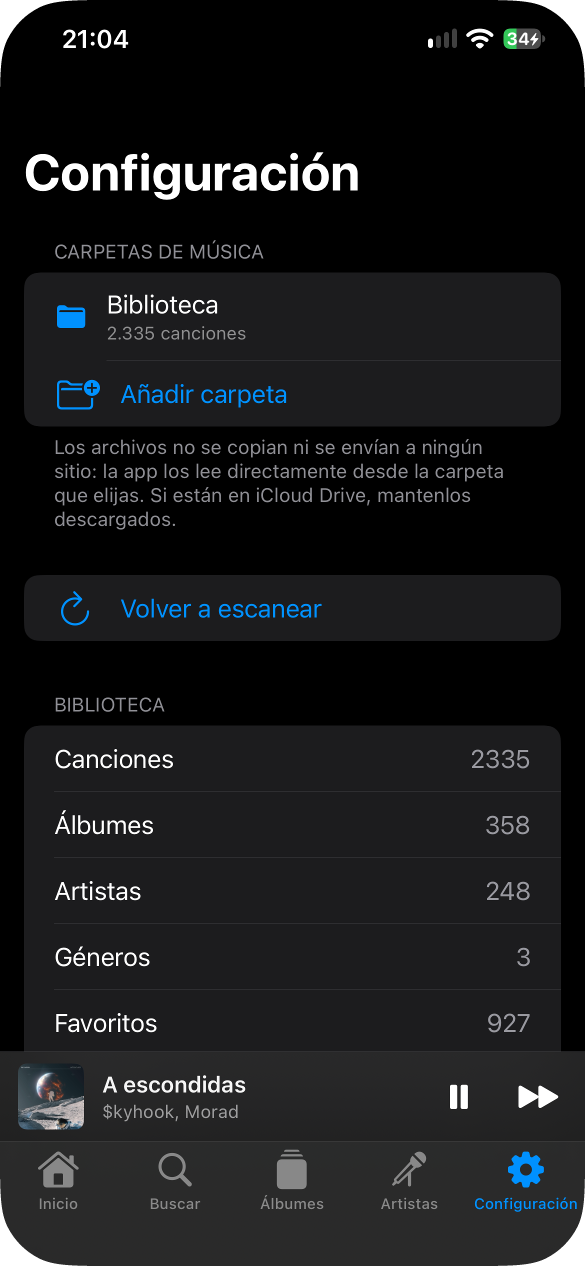 21:04
34
Configuración
CARPETAS DE MÚSICA
Biblioteca
2.335 canciones
Añadir carpeta
Los archivos no se copian ni se envían a ningún
sitio: la app los lee directamente desde la carpeta
que elijas. Si están en iCloud Drive, mantenlos
descargados.
Volver a escanear
BIBLIOTECA
Canciones 2335
Álbumes 358
Artistas 248
Géneros 3
Favoritos 927
A escondidas
$kyhook, Morad
Inicio Buscar Álbumes Artistas Configuración